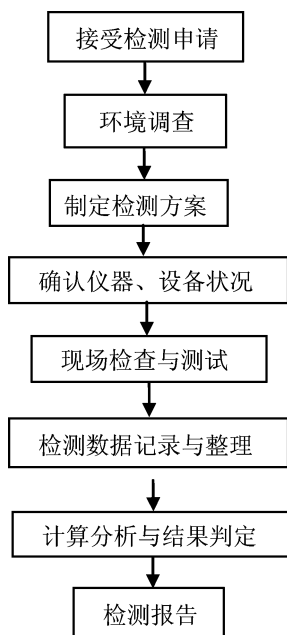 接受检测申请
环境调查
制定检测方案
确认仪器、设备状况
现场检查与测试
检测数据记录与整理
计算分析与结果判定
检测报告